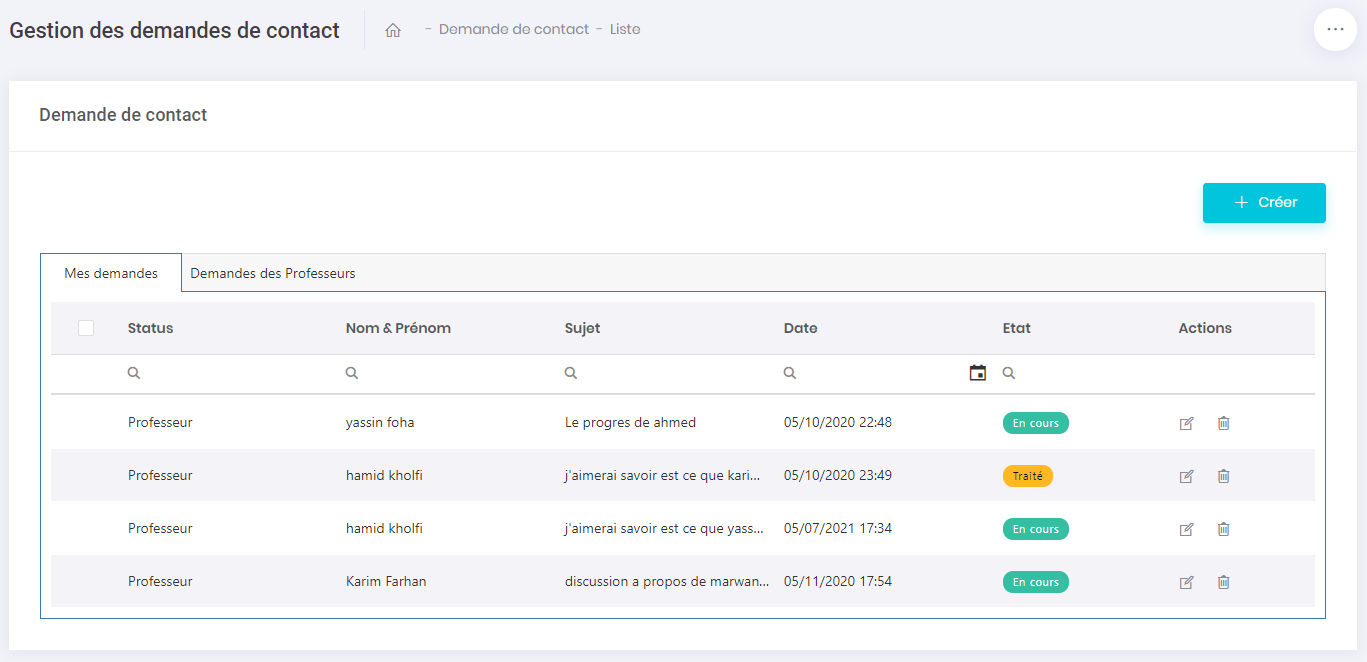 Gestion des demandes de contact - Demande de contact - Liste
Demande de contact
Créer
Mes demandes Demandes des Professeurs
Status Nom & Prénom Sujet Date Etat Actions
Professeur yassin foha Le progres de ahmed 05/10/2020 22:48 En cours
Professeur hamid kholfi j'aimerai savoir est ce que kari... 05/10/2020 23:49 Traité
Professeur hamid kholfi j'aimerai savoir est ce que yass... 05/07/2021 17:34 En cours
Professeur Karim Farhan discussion a propos de marwan... 05/11/2020 17:54 En cours